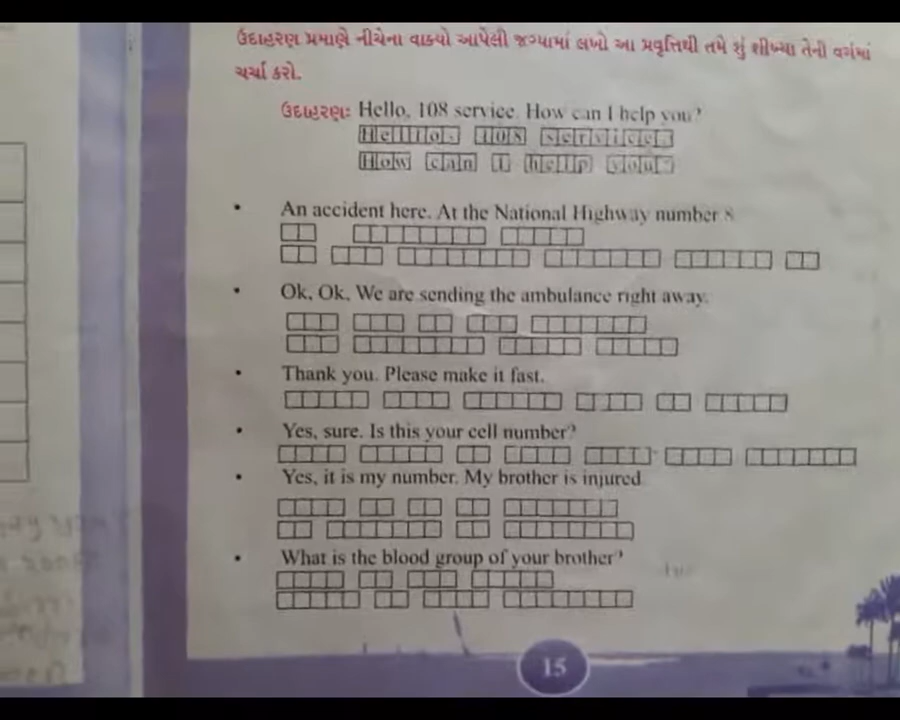 ઉદાહરણ પ્રમાણે નીચેના વાક્યો આપેલી જગ્યામાં લખો આ પ્રવૃત્તિથી તમે શું શીખ્યા તેની વર્ગમાં
ચર્ચા કરો.
ઉદાહરણ: Hello, 108 service. How can I help you?
Hello, 108 service.
How can I help you?
• An accident here. At the National Highway number 8
• Ok, Ok, We are sending the ambulance right away.
• Thank you. Please make it fast.
• Yes, sure. Is this your cell number?
• Yes, it is my number. My brother is injured
• What is the blood group of your brother?
15